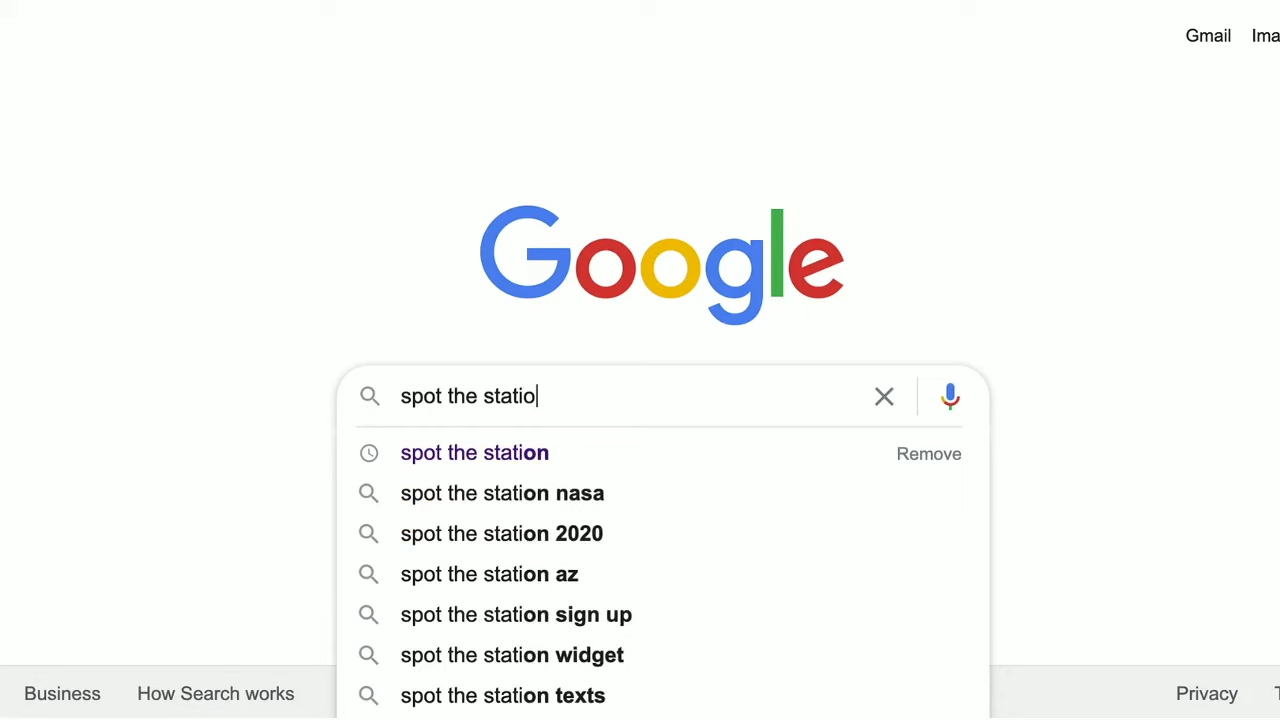 Gmail Ima
Google
spot the statio
spot the station Remove
spot the station nasa
spot the station 2020
spot the station az
spot the station sign up
spot the station widget
spot the station texts
Business How Search works Privacy T